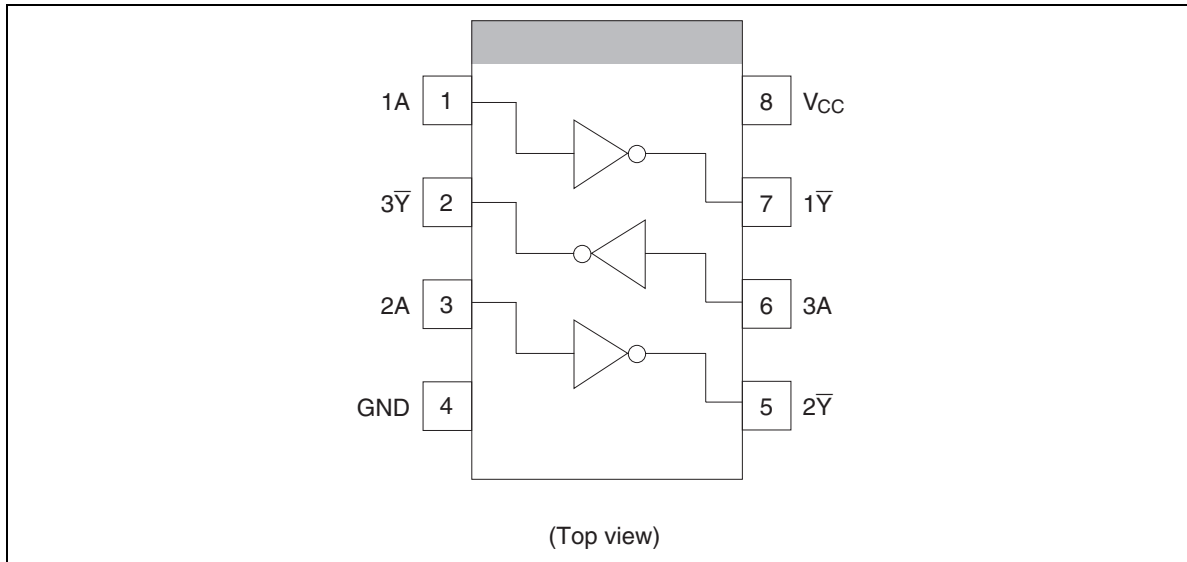 1A 1 8 VCC
3Y̅ 2 7 1Y̅
2A 3 6 3A
GND 4 5 2Y̅
(Top view)